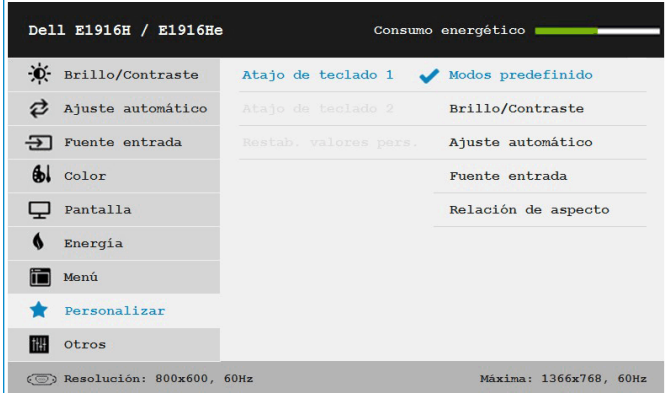 Dell E1916H / E1916He Consumo energético
Brillo/Contraste Atajo de teclado 1 Modos predefinido
Ajuste automático Atajo de teclado 2 Brillo/Contraste
Fuente entrada Restab. valores pers. Ajuste automático
Color Fuente entrada
Pantalla Relación de aspecto
Energía
Menú
Personalizar
Otros
Resolución: 800x600, 60Hz Máxima: 1366x768, 60Hz